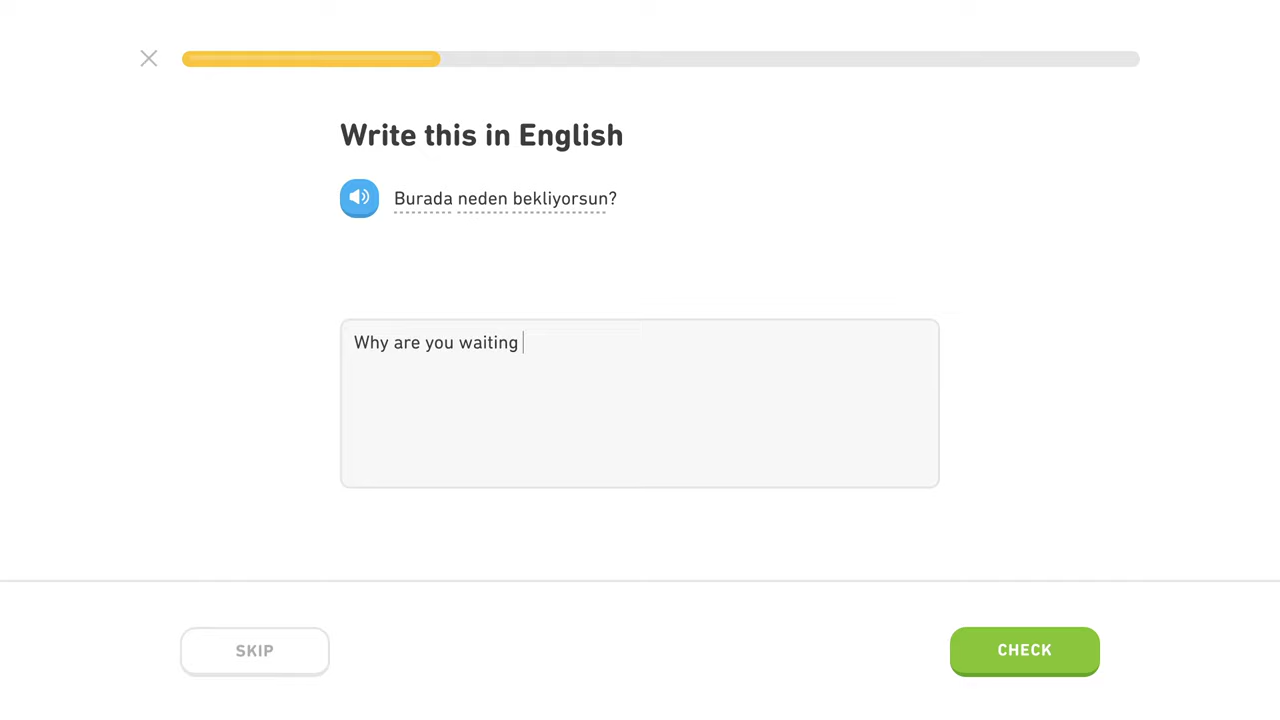 Write this in English
Burada neden bekliyorsun?
Why are you waiting
SKIP
CHECK